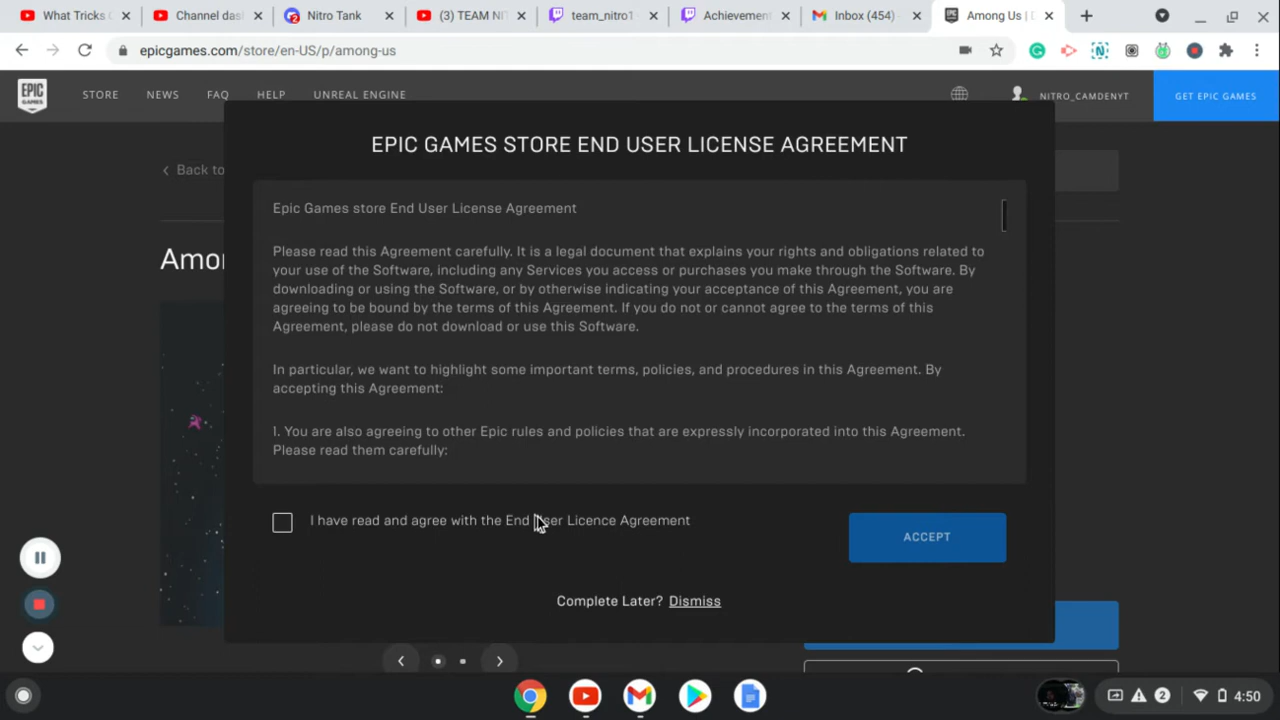 What Tricks C
Channel das
Nitro Tank
(3) TEAM NIT
team_nitro1
Achievemen
Inbox (454)
Among Us | D
epicgames.com/store/en-US/p/among-us
EPIC GAMES
STORE NEWS FAQ HELP UNREAL ENGINE
NITRO_CAMDENYT
GET EPIC GAMES
EPIC GAMES STORE END USER LICENSE AGREEMENT
Back to
Epic Games store End User License Agreement
Please read this Agreement carefully. It is a legal document that explains your rights and obligations related to
your use of the Software, including any Services you access or purchases you make through the Software. By
downloading or using the Software, or by otherwise indicating your acceptance of this Agreement, you are
agreeing to be bound by the terms of this Agreement. If you do not or cannot agree to the terms of this
Agreement, please do not download or use this Software.
In particular, we want to highlight some important terms, policies, and procedures in this Agreement. By
accepting this Agreement:
1. You are also agreeing to other Epic rules and policies that are expressly incorporated into this Agreement.
Please read them carefully:
I have read and agree with the End User Licence Agreement
ACCEPT
Complete Later? Dismiss
2
4:50